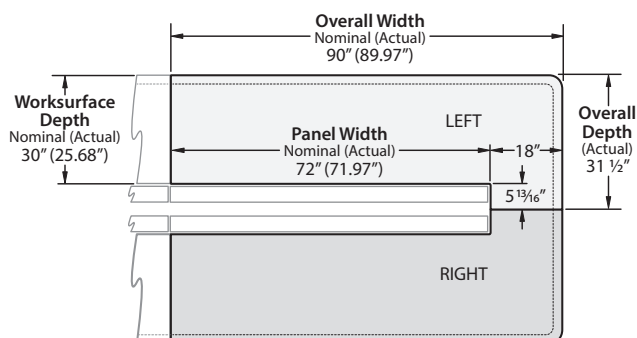 Overall Width
Nominal (Actual)
90” (89.97”)
Worksurface
Depth
Nominal (Actual)
30” (25.68”)
LEFT
Panel Width
Nominal (Actual)
72” (71.97”)
18”
5 13⁄16”
Overall
Depth
(Actual)
31 ½”
RIGHT